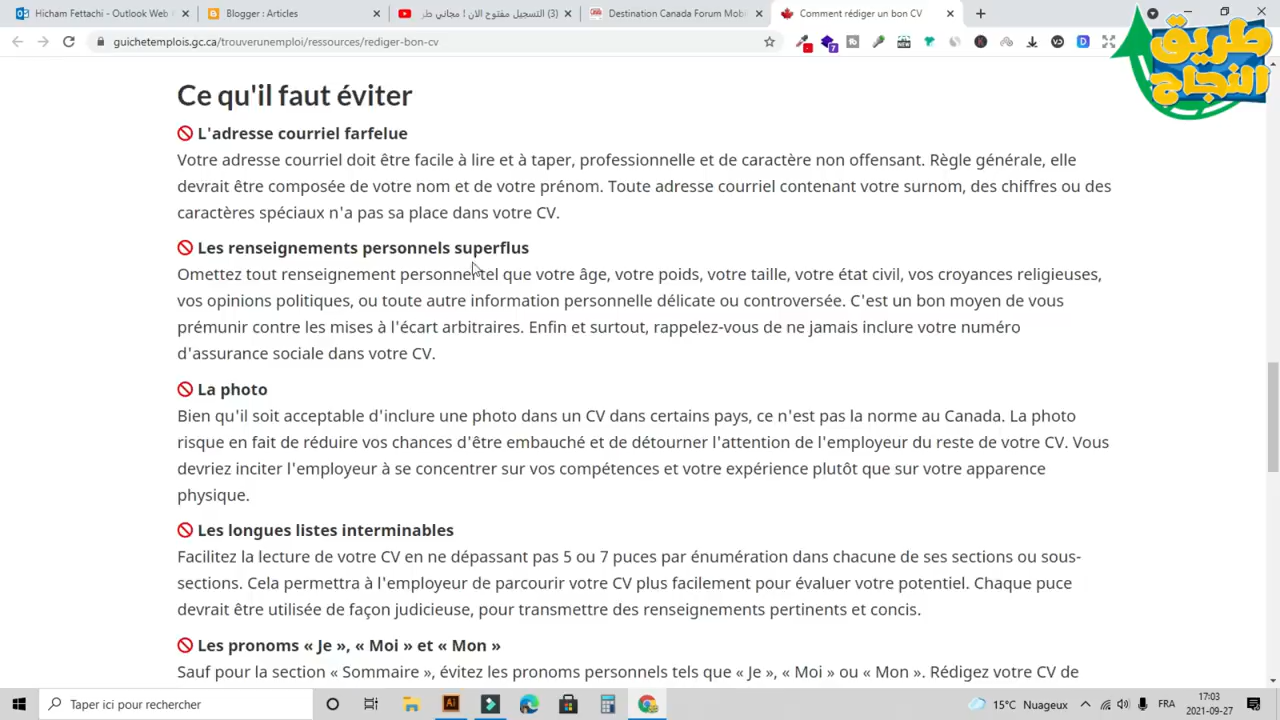 Hicham Fettachi - Outlook Web
Blogger : Articles
(3) التسجيل مفتوح الان ! مجاني طر
Destination Canada Forum Mobi
Comment rédiger un bon CV
guichetemplois.gc.ca/trouverunemploi/ressources/rediger-bon-cv
طريق
النجاح
Ce qu'il faut éviter
L'adresse courriel farfelue
Votre adresse courriel doit être facile à lire et à taper, professionnelle et de caractère non offensant. Règle générale, elle
devrait être composée de votre nom et de votre prénom. Toute adresse courriel contenant votre surnom, des chiffres ou des
caractères spéciaux n'a pas sa place dans votre CV.
Les renseignements personnels superflus
Omettez tout renseignement personnel tel que votre âge, votre poids, votre taille, votre état civil, vos croyances religieuses,
vos opinions politiques, ou toute autre information personnelle délicate ou controversée. C'est un bon moyen de vous
prémunir contre les mises à l'écart arbitraires. Enfin et surtout, rappelez-vous de ne jamais inclure votre numéro
d'assurance sociale dans votre CV.
La photo
Bien qu'il soit acceptable d'inclure une photo dans un CV dans certains pays, ce n'est pas la norme au Canada. La photo
risque en fait de réduire vos chances d'être embauché et de détourner l'attention de l'employeur du reste de votre CV. Vous
devriez inciter l'employeur à se concentrer sur vos compétences et votre expérience plutôt que sur votre apparence
physique.
Les longues listes interminables
Facilitez la lecture de votre CV en ne dépassant pas 5 ou 7 puces par énumération dans chacune de ses sections ou sous-
sections. Cela permettra à l'employeur de parcourir votre CV plus facilement pour évaluer votre potentiel. Chaque puce
devrait être utilisée de façon judicieuse, pour transmettre des renseignements pertinents et concis.
Les pronoms « Je », « Moi » et « Mon »
Sauf pour la section « Sommaire », évitez les pronoms personnels tels que « Je », « Moi » ou « Mon ». Rédigez votre CV de
Taper ici pour rechercher
Ai
15°C Nuageux
FRA
17:03
2021-09-27